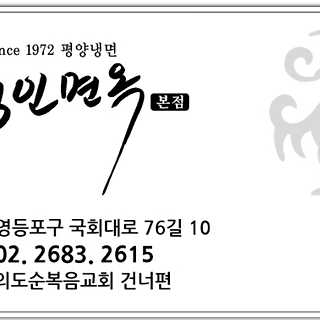 nce 1972 평양냉면
인면옥 본점
영등포구 국회대로 76길 10
02. 2683. 2615
의도순복음교회 건너편